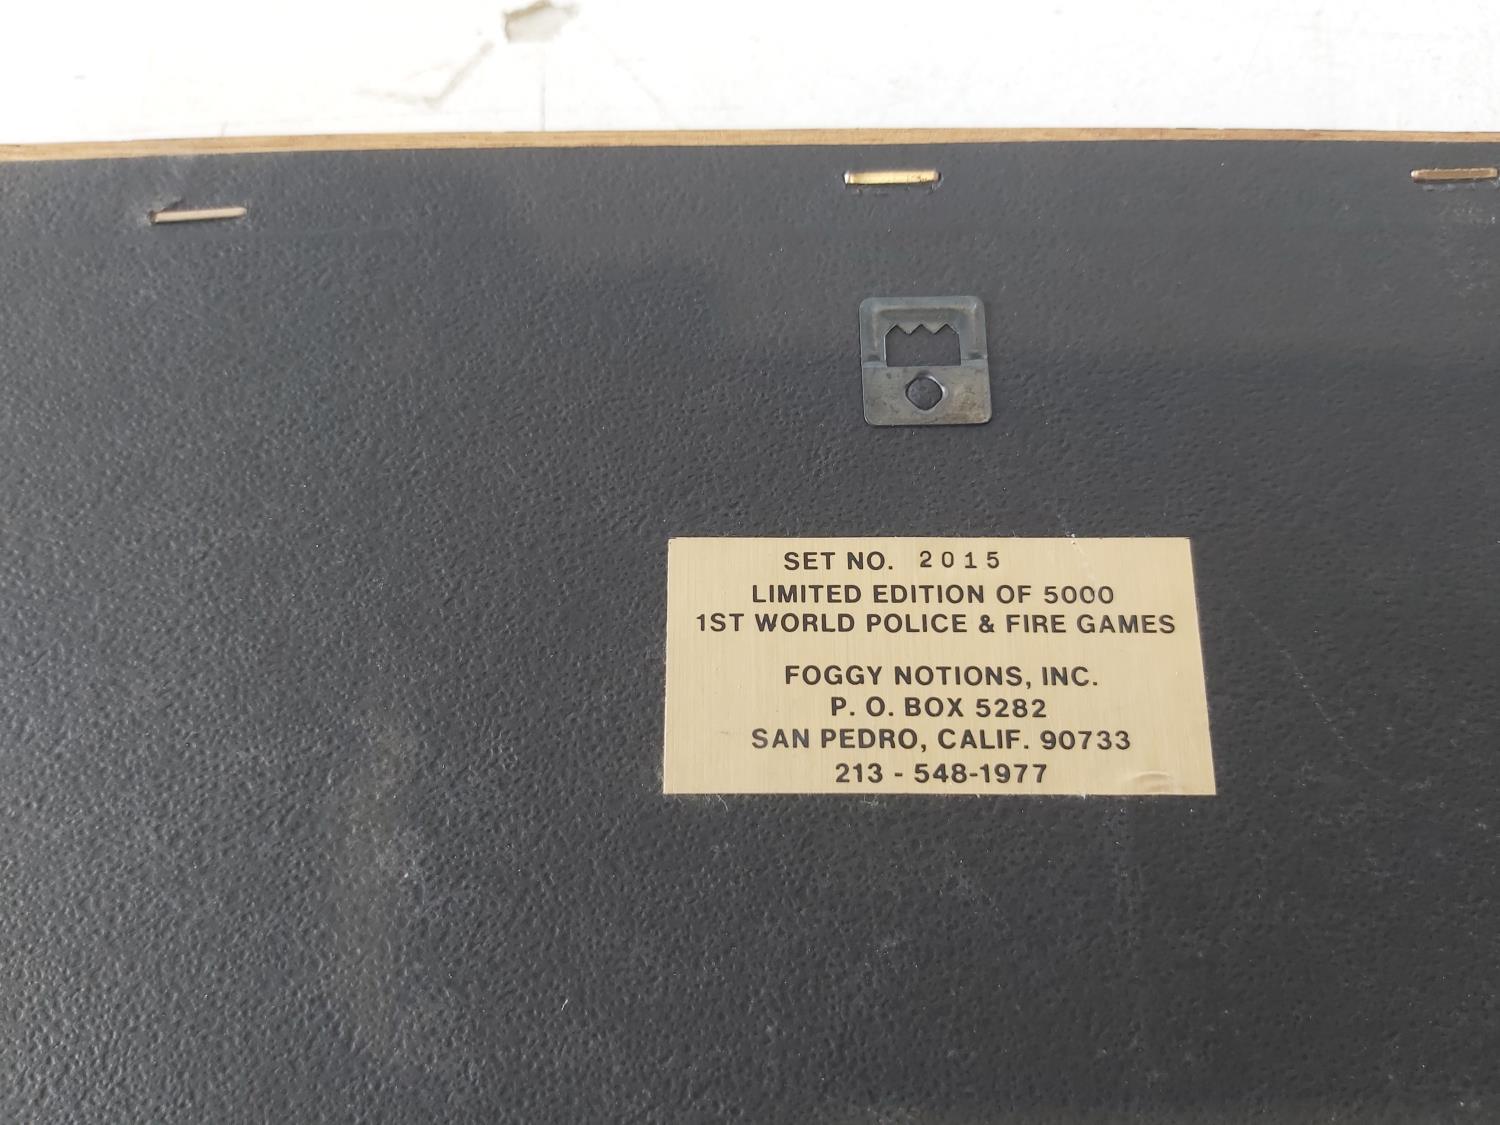 SET NO. 2015
LIMITED EDITION OF 5000
1ST WORLD POLICE & FIRE GAMES
FOGGY NOTIONS, INC.
P. O. BOX 5282
SAN PEDRO, CALIF. 90733
213 - 548-1977